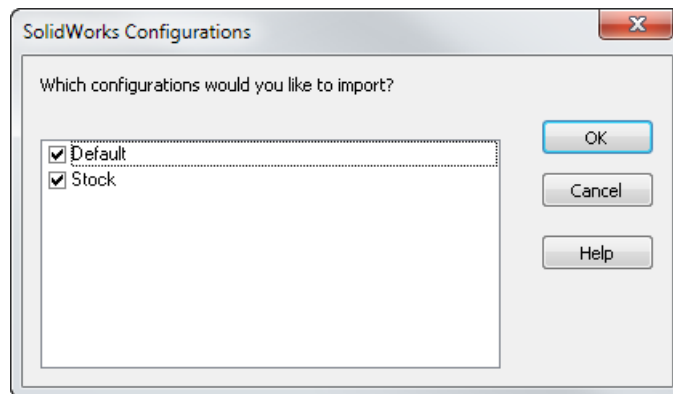 SolidWorks Configurations
Which configurations would you like to import?
Default
Stock
OK
Cancel
Help